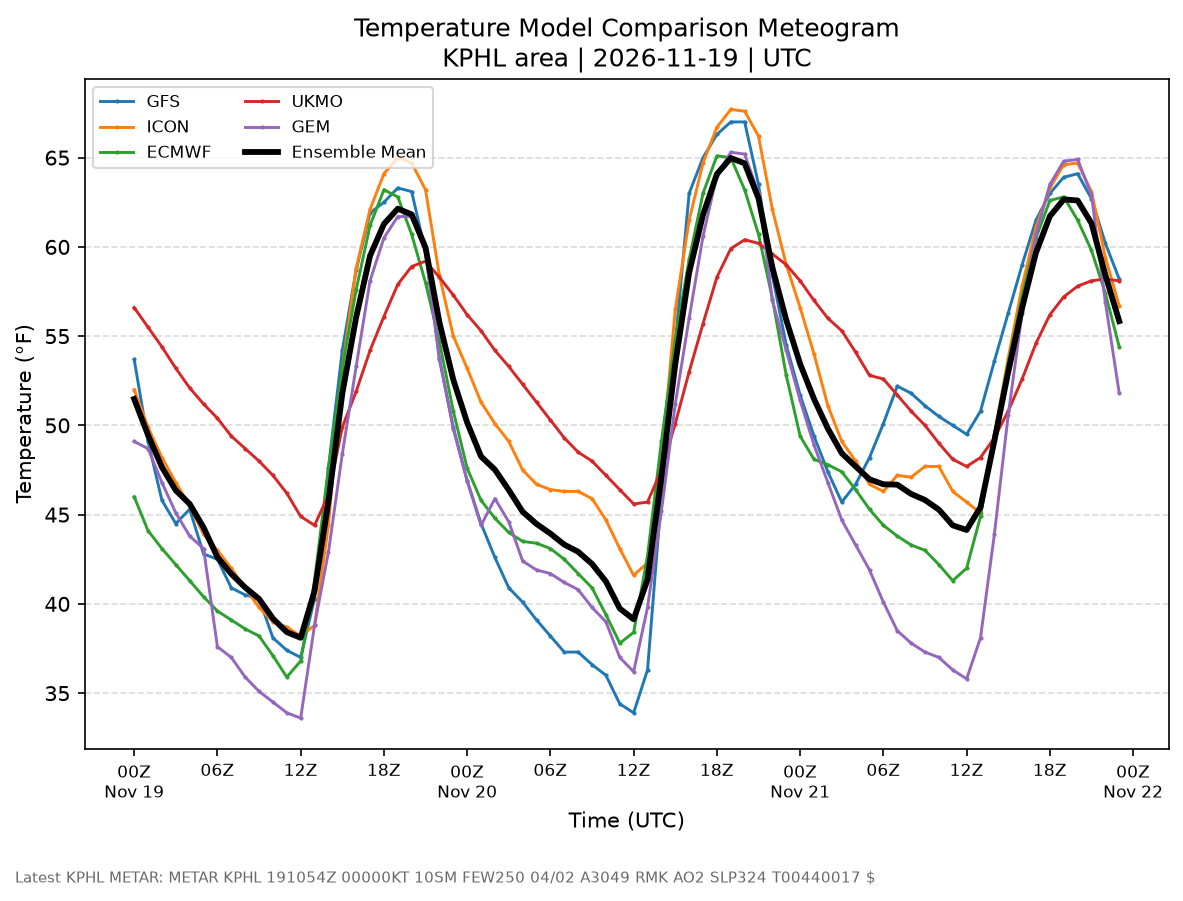 Temperature Model Comparison Meteogram
KPHL area | 2026-11-19 | UTC
GFS
ICON
ECMWF
UKMO
GEM
Ensemble Mean
Temperature (°F)
65
60
55
50
45
40
35
00Z
Nov 19
06Z
12Z
18Z
00Z
Nov 20
06Z
12Z
18Z
00Z
Nov 21
06Z
12Z
18Z
00Z
Nov 22
Time (UTC)
Latest KPHL METAR: METAR KPHL 191054Z 00000KT 10SM FEW250 04/02 A3049 RMK AO2 SLP324 T00440017 $